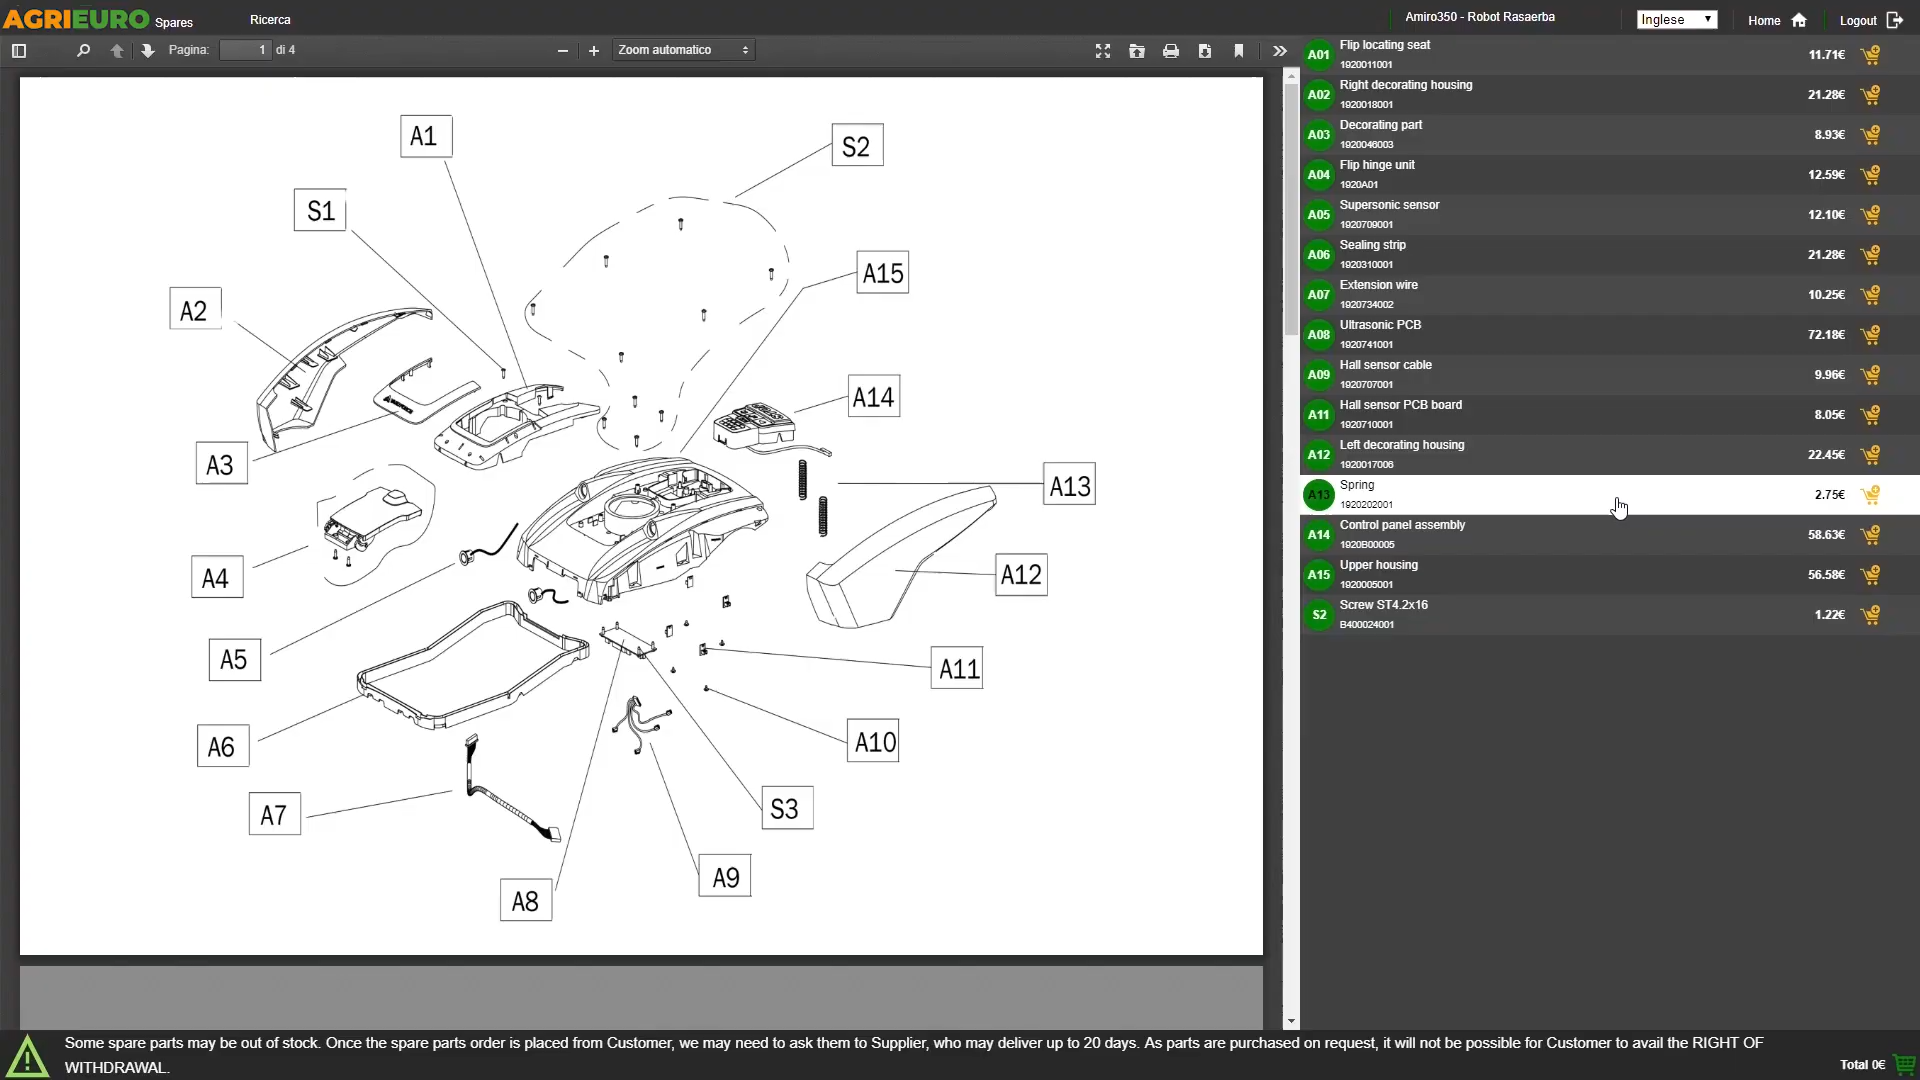 AGRIEURO Spares
Ricerca
Amiro350 - Robot Rasaerba
Inglese
Home
Logout
Pagina: 1 di 4
Zoom automatico
A1
S2
S1
A15
A2
A14
A3
A13
A4
A12
A5
A11
A6
A10
A7
S3
A9
A8
A01 Flip locating seat 11.71€
1920011001
A02 Right decorating housing 21.28€
1920018001
A03 Decorating part 8.93€
1920046003
A04 Flip hinge unit 12.59€
1920A01
A05 Supersonic sensor 12.10€
1920709001
A06 Sealing strip 21.28€
1920310001
A07 Extension wire 10.25€
1920734002
A08 Ultrasonic PCB 72.18€
1920741001
A09 Hall sensor cable 9.96€
1920707001
A11 Hall sensor PCB board 8.05€
1920710001
A12 Left decorating housing 22.45€
1920017006
A13 Spring 2.75€
1920202001
A14 Control panel assembly 58.63€
1920B00005
A15 Upper housing 56.58€
1920005001
S2 Screw ST4.2x16 1.22€
B400024001
Some spare parts may be out of stock. Once the spare parts order is placed from Customer, we may need to ask them to Supplier, who may deliver up to 20 days. As parts are purchased on request, it will not be possible for Customer to avail the RIGHT OF
WITHDRAWAL.
Total 0€